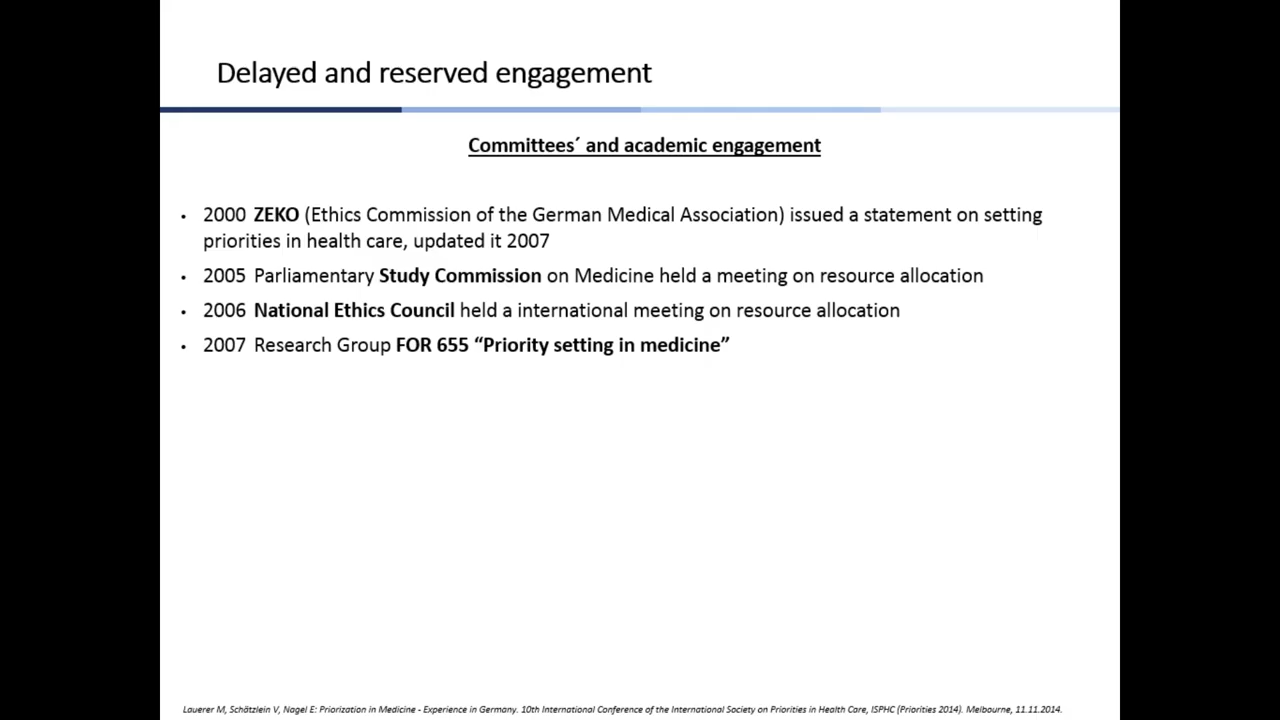 Delayed and reserved engagement
Committees´ and academic engagement
• 2000 ZEKO (Ethics Commission of the German Medical Association) issued a statement on setting
priorities in health care, updated it 2007
• 2005 Parliamentary Study Commission on Medicine held a meeting on resource allocation
• 2006 National Ethics Council held a international meeting on resource allocation
• 2007 Research Group FOR 655 “Priority setting in medicine”
Lauerer M, Schätzlein V, Nagel E: Priorization in Medicine - Experience in Germany. 10th International Conference of the International Society on Priorities in Health Care, ISPHC (Priorities 2014). Melbourne, 11.11.2014.